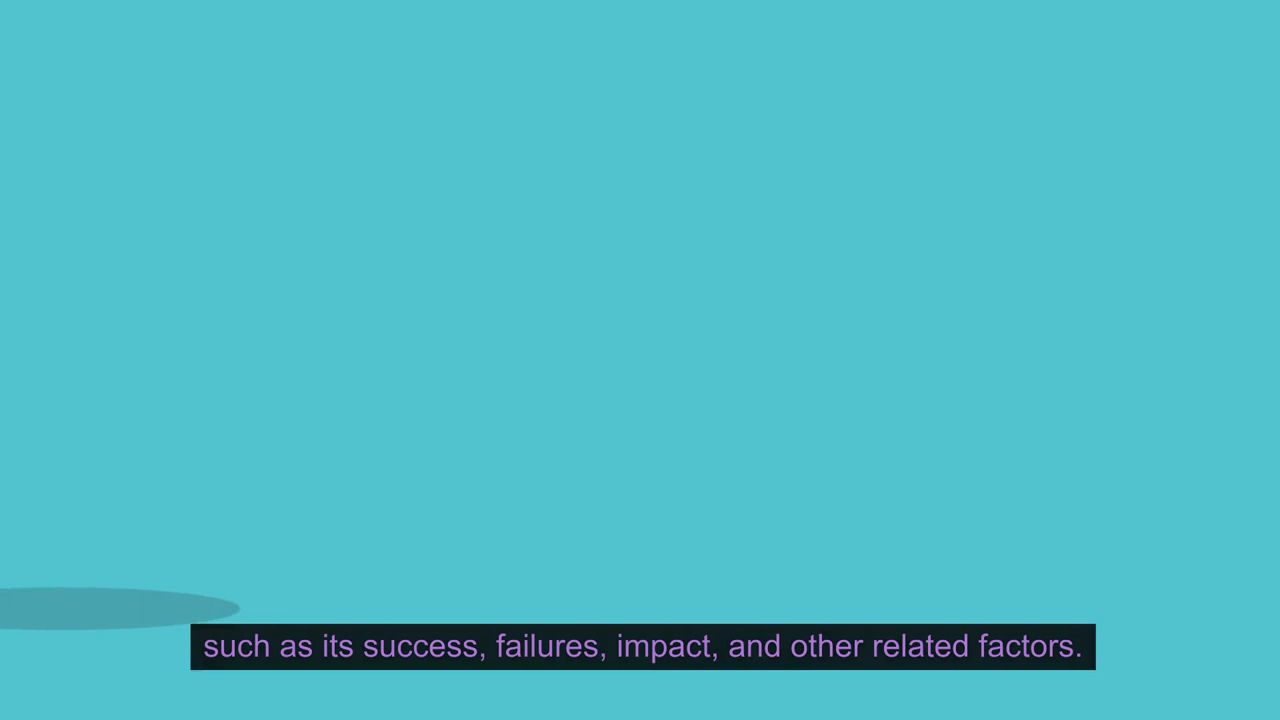 such as its success, failures, impact, and other related factors.